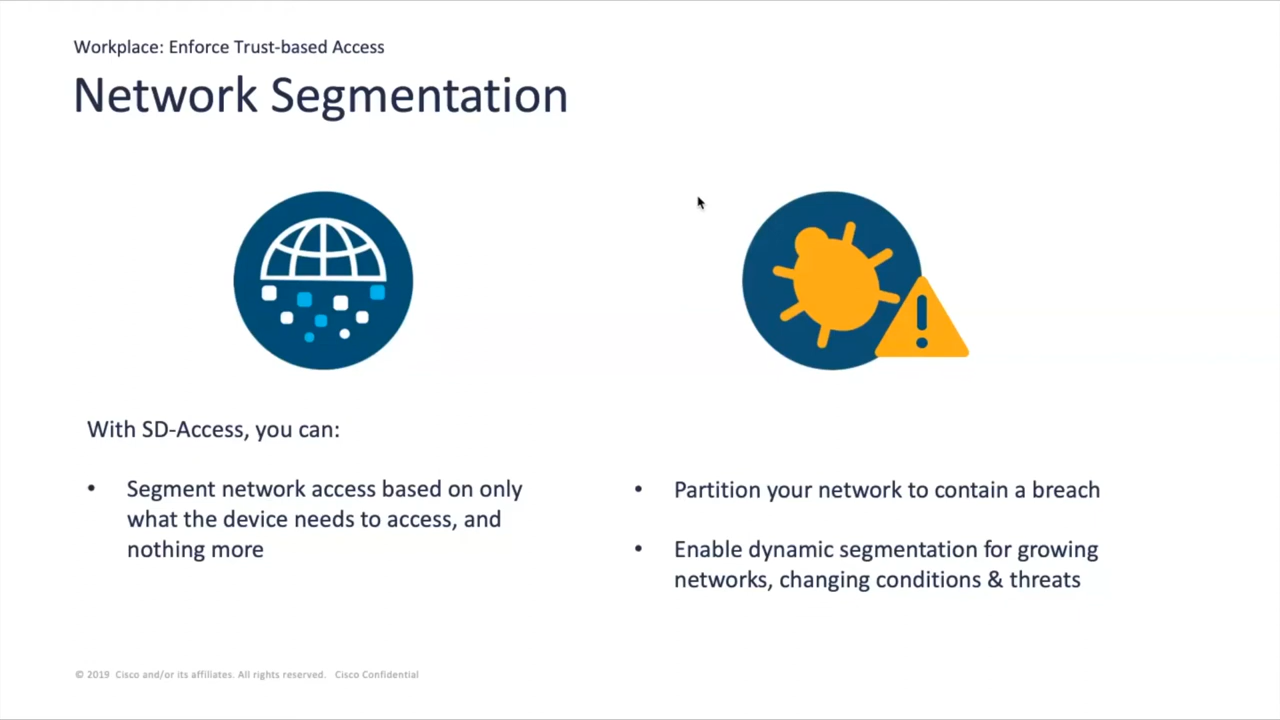 Workplace: Enforce Trust-based Access
Network Segmentation
With SD-Access, you can:
• Segment network access based on only
what the device needs to access, and
nothing more
• Partition your network to contain a breach
• Enable dynamic segmentation for growing
networks, changing conditions & threats
© 2019 Cisco and/or its affiliates. All rights reserved. Cisco Confidential